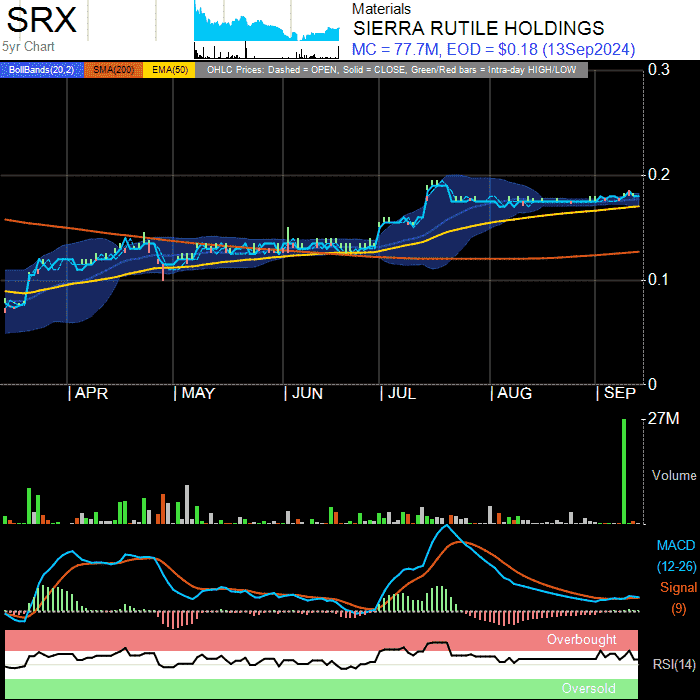 SRX
5yr Chart
Materials
SIERRA RUTILE HOLDINGS
MC = 77.7M, EOD = $0.18 (13Sep2024)
BollBands(20,2) SMA(200) EMA(50) OHLC Prices: Dashed = OPEN, Solid = CLOSE, Green/Red bars = Intra-day HIGH/LOW
0.3
0.2
0.1
0
| APR | MAY | JUN | JUL | AUG | SEP
27M
Volume
MACD
(12-26)
Signal
(9)
Overbought
RSI(14)
Oversold